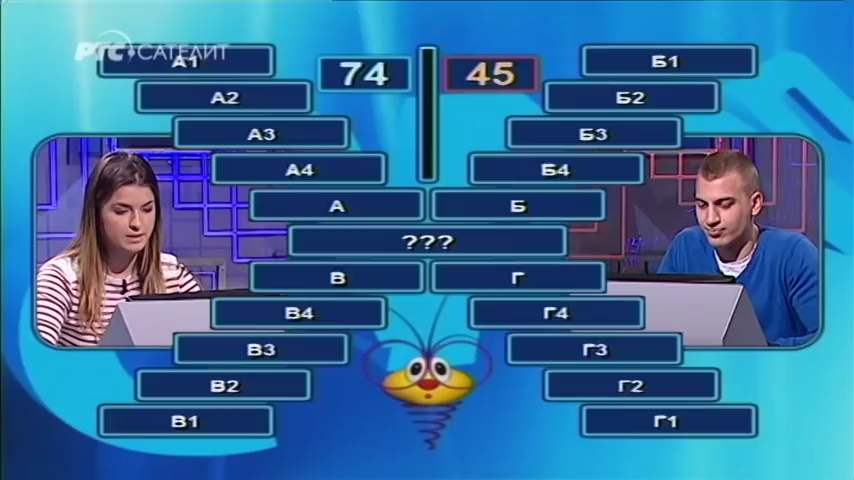 РТС САТЕЛИТ
А1
74
45
Б1
А2
Б2
А3
Б3
А4
Б4
А
Б
???
В
Г
В4
Г4
В3
Г3
В2
Г2
В1
Г1